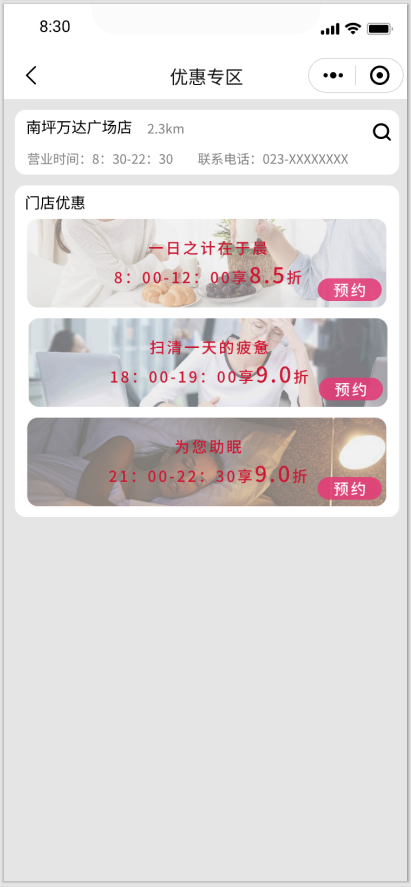 8:30
优惠专区
南坪万达广场店 2.3km
营业时间：8：30-22：30 联系电话：023-XXXXXXXX
门店优惠
一日之计在于晨
8：00-12：00享8.5折
预约
扫清一天的疲惫
18：00-19：00享9.0折
预约
为您助眠
21：00-22：30享9.0折
预约